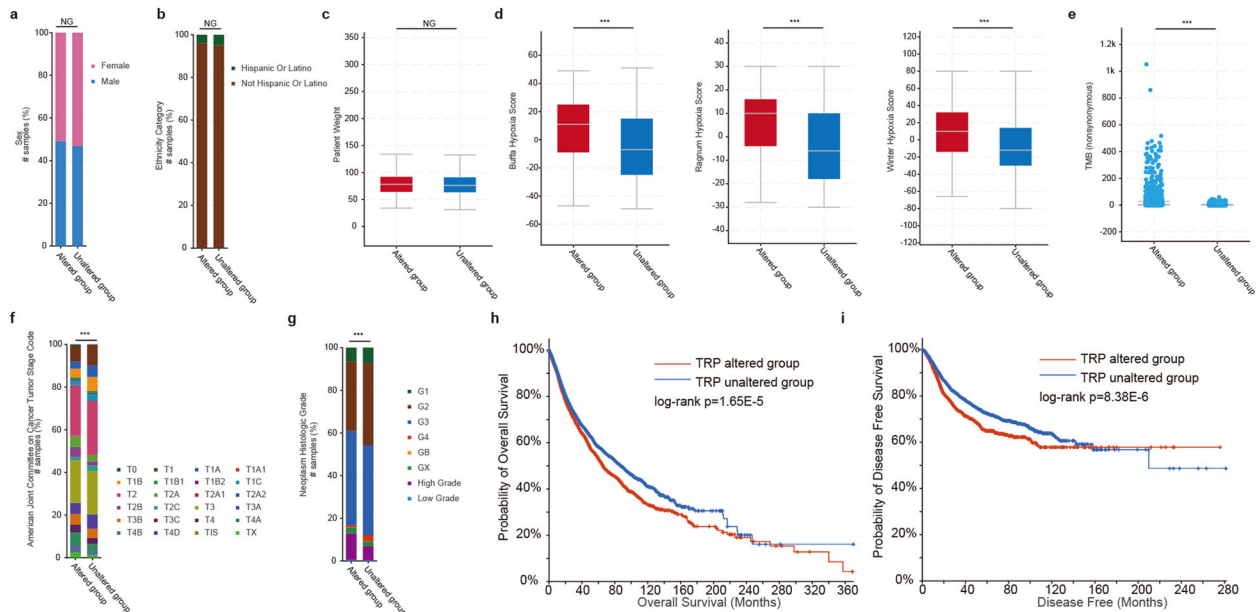 a
NG
100
80
60
40
20
0
Sex
# samples (%)
Female
Male
Altered group
Unaltered group
b
NG
100
80
60
40
20
0
Ethnicity Category
# samples (%)
Hispanic Or Latino
Not Hispanic Or Latino
Altered group
Unaltered group
c
NG
350
300
250
200
150
100
50
0
Patient Weight
Altered group
Unaltered group
d
***
60
40
20
0
-20
-40
-60
Buffa Hypoxia Score
Altered group
Unaltered group
***
40
30
20
10
0
-10
-20
-30
-40
Ragnum Hypoxia Score
Altered group
Unaltered group
***
120
100
80
60
40
20
0
-20
-40
-60
-80
-100
-120
Winter Hypoxia Score
Altered group
Unaltered group
e
***
1.2k
1k
800
600
400
200
0
-200
TMB (nonsynonymous)
Altered group
Unaltered group
f
***
100
80
60
40
20
0
American Joint Committee on Cancer Tumor Stage Code
# samples (%)
T0 T1 T1A T1A1
T1B T1B1 T1B2 T1C
T2 T2A T2A1 T2A2
T2B T2C T3 T3A
T3B T3C T4 T4A
T4B T4D TIS TX
Altered group
Unaltered group
g
***
100
80
60
40
20
0
Neoplasm Histologic Grade
# samples (%)
G1
G2
G3
G4
GB
GX
High Grade
Low Grade
Altered group
Unaltered group
h
100%
80%
60%
40%
20%
0%
Probability of Overall Survival
TRP altered group
TRP unaltered group
log-rank p=1.65E-5
0 40 80 120 160 200 240 280 320 360
Overall Survival (Months)
i
100%
80%
60%
40%
20%
0%
Probability of Disease Free Survival
TRP altered group
TRP unaltered group
log-rank p=8.38E-6
0 40 80 120 160 200 240 280
Disease Free (Months)